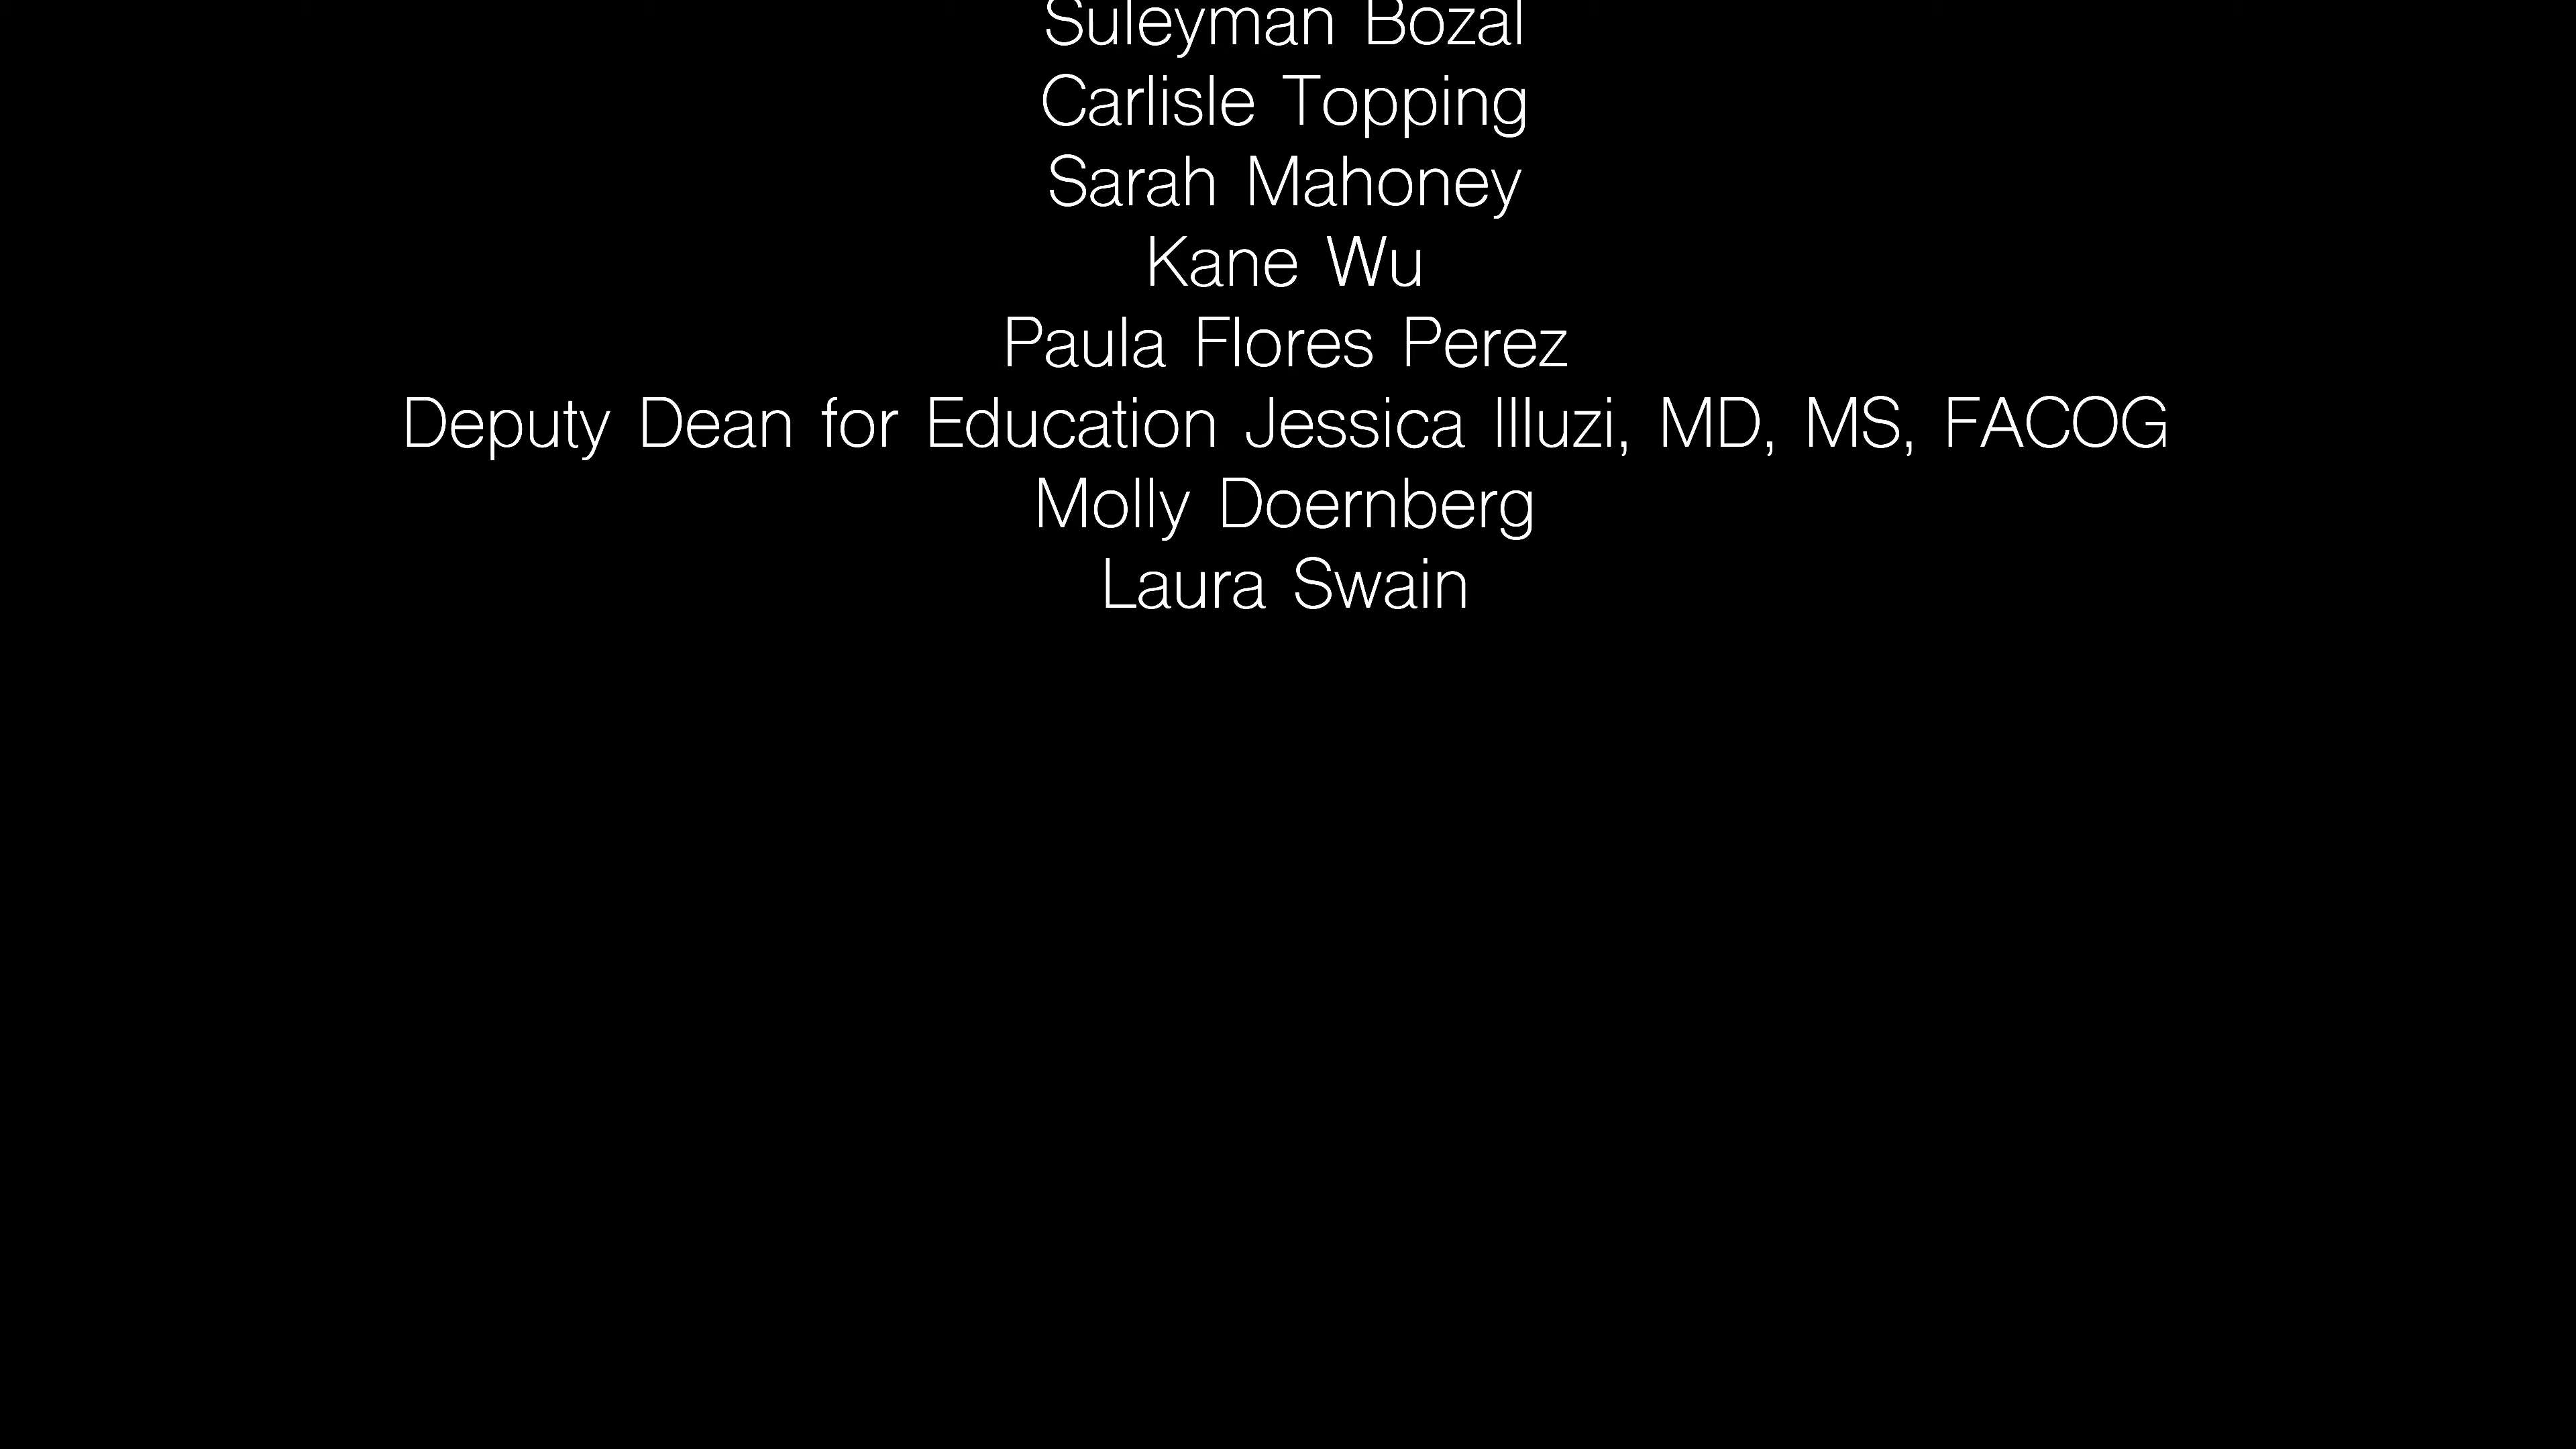 Suleyman Bozal
Carlisle Topping
Sarah Mahoney
Kane Wu
Paula Flores Perez
Deputy Dean for Education Jessica Illuzi, MD, MS, FACOG
Molly Doernberg
Laura Swain